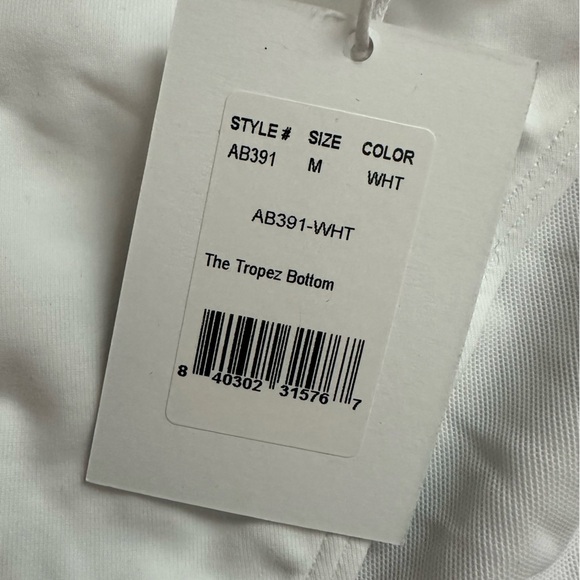 STYLE # SIZE COLOR
AB391 M WHT
AB391-WHT
The Tropez Bottom
8 40302 31576 7